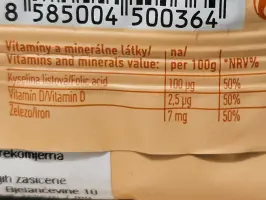 8 585004 500364
Vitamíny a minerálne látky/ na/
Vitamins and minerals value: per 100g *NRV%
Kyselina listová/Folic acid 100 µg 50%
Vitamín D/Vitamin D 2,5 µg 50%
Železo/Iron 7 mg 50%
rekomjerna
jih zasićene
Bjelančevine 10